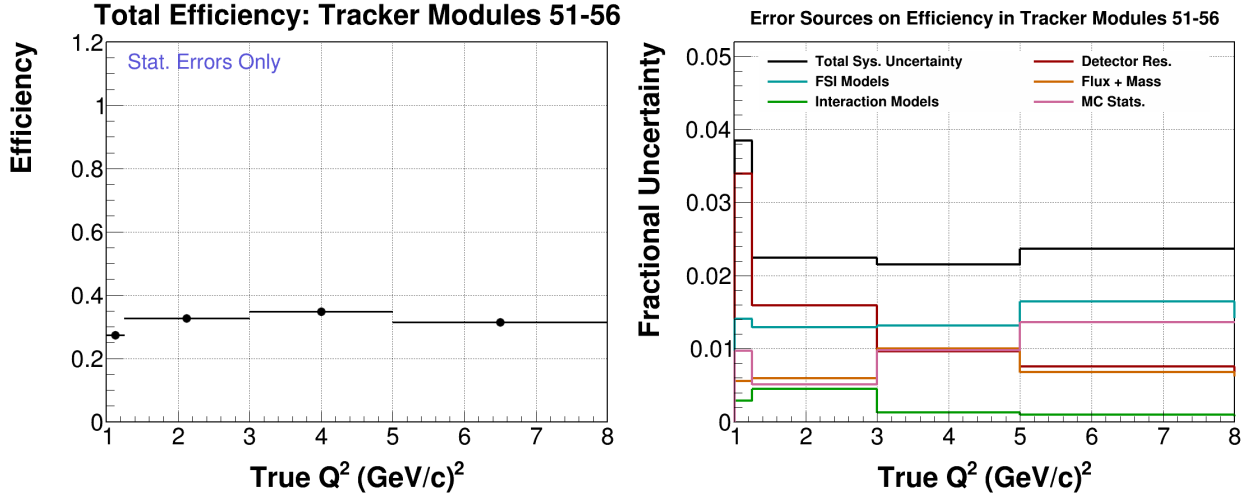 Total Efficiency: Tracker Modules 51-56
Efficiency
Stat. Errors Only
1.2
1
0.8
0.6
0.4
0.2
0
1 2 3 4 5 6 7 8
True Q² (GeV/c)²
Error Sources on Efficiency in Tracker Modules 51-56
Fractional Uncertainty
Total Sys. Uncertainty
FSI Models
Interaction Models
Detector Res.
Flux + Mass
MC Stats.
0.05
0.04
0.03
0.02
0.01
0
1 2 3 4 5 6 7 8
True Q² (GeV/c)²